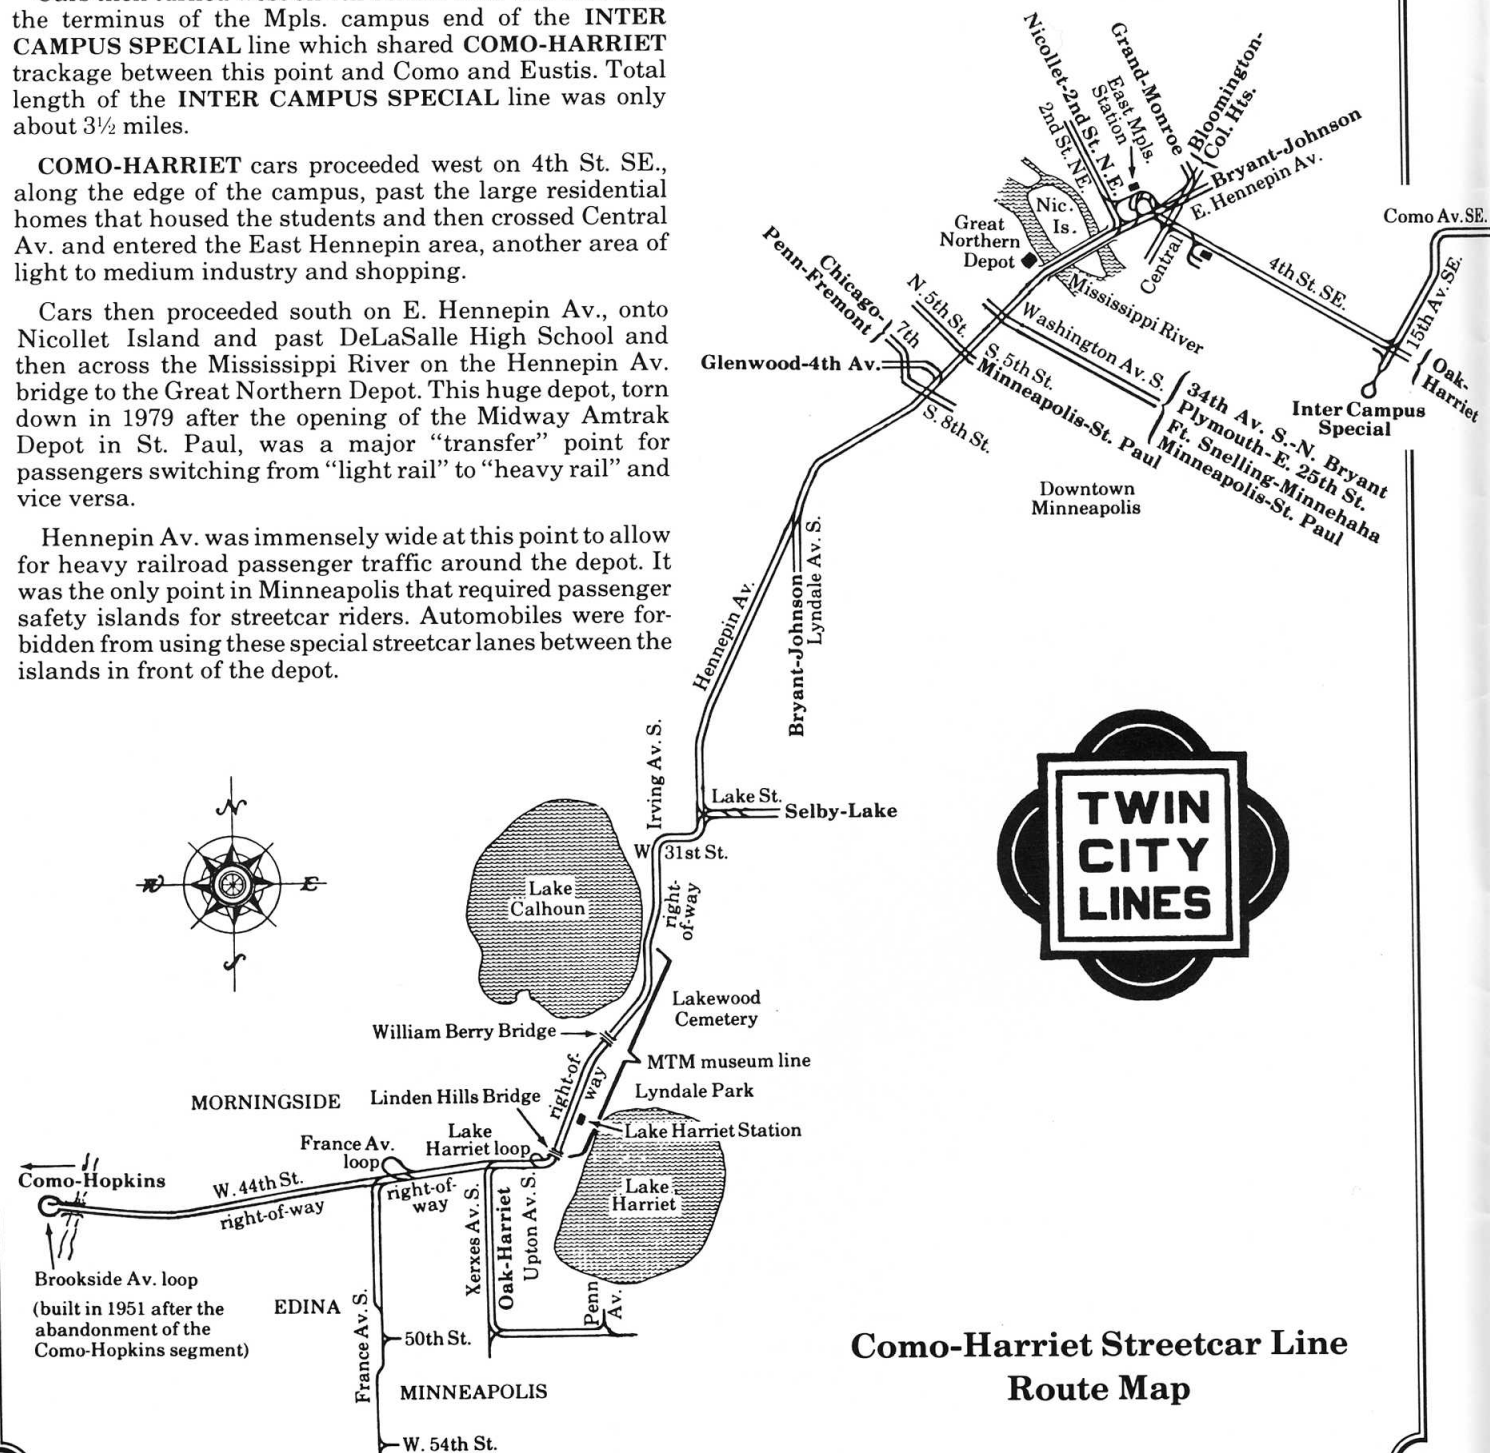 the terminus of the Mpls. campus end of the INTER
CAMPUS SPECIAL line which shared COMO-HARRIET
trackage between this point and Como and Eustis. Total
length of the INTER CAMPUS SPECIAL line was only
about 3½ miles.
COMO-HARRIET cars proceeded west on 4th St. SE.,
along the edge of the campus, past the large residential
homes that housed the students and then crossed Central
Av. and entered the East Hennepin area, another area of
light to medium industry and shopping.
Cars then proceeded south on E. Hennepin Av., onto
Nicollet Island and past DeLaSalle High School and
then across the Mississippi River on the Hennepin Av.
bridge to the Great Northern Depot. This huge depot, torn
down in 1979 after the opening of the Midway Amtrak
Depot in St. Paul, was a major “transfer” point for
passengers switching from “light rail” to “heavy rail” and
vice versa.
Hennepin Av. was immensely wide at this point to allow
for heavy railroad passenger traffic around the depot. It
was the only point in Minneapolis that required passenger
safety islands for streetcar riders. Automobiles were for-
bidden from using these special streetcar lanes between the
islands in front of the depot.
Nicollet-2nd St. N.E.
2nd St. NE.
East Mpls.
Station
Grand-Monroe
Bloomington-
Col. Hts.
Bryant-Johnson
E. Hennepin Av.
Nic.
Is.
Great
Northern
Depot
Central
Como Av. SE.
4th St. SE.
15th Av. SE.
Oak-
Harriet
Inter Campus
Special
Mississippi River
Penn-Fremont
Chicago-
7th
N. 5th St.
Glenwood-4th Av.
Washington Av. S.
S. 5th St.
Minneapolis-St. Paul
S. 8th St.
34th Av. S.-N. Bryant
Plymouth-E. 25th St.
Ft. Snelling-Minnehaha
Minneapolis-St. Paul
Downtown
Minneapolis
Hennepin Av.
Bryant-Johnson
Lyndale Av. S.
Irving Av. S.
Lake St.
Selby-Lake
W 31st St.
right-
of-way
N
W
E
S
Lake
Calhoun
TWIN
CITY
LINES
Lakewood
Cemetery
William Berry Bridge
MTM museum line
right-of-
way
Lyndale Park
MORNINGSIDE
Linden Hills Bridge
Lake Harriet Station
France Av.
loop
Lake
Harriet loop
Como-Hopkins
W. 44th St.
right-of-way
right-of-
way
Xerxes Av. S.
Oak-Harriet
Upton Av. S.
Lake
Harriet
Penn
Av.
Brookside Av. loop
(built in 1951 after the
abandonment of the
Como-Hopkins segment)
EDINA
France Av. S.
50th St.
MINNEAPOLIS
W. 54th St.
Como-Harriet Streetcar Line
Route Map